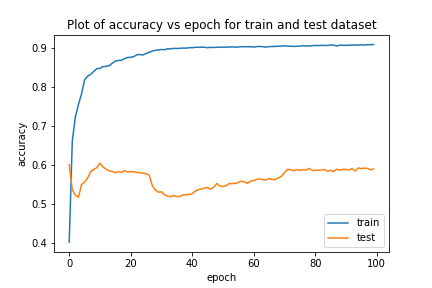 Plot of accuracy vs epoch for train and test dataset
accuracy
0.9
0.8
0.7
0.6
0.5
0.4
0
20
40
60
80
100
epoch
train
test